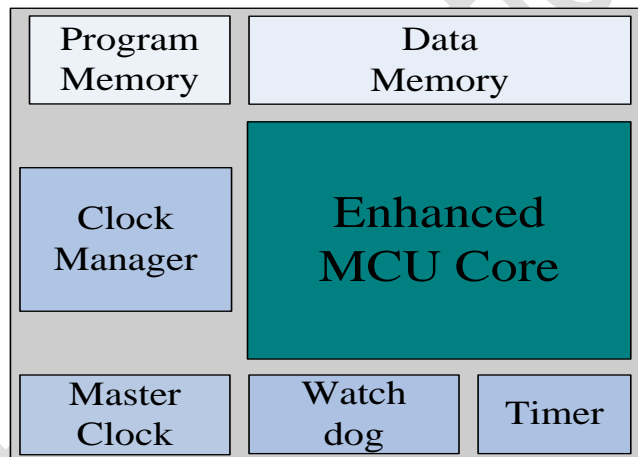 Program
Memory
Data
Memory
Clock
Manager
Enhanced
MCU Core
Master
Clock
Watch
dog
Timer